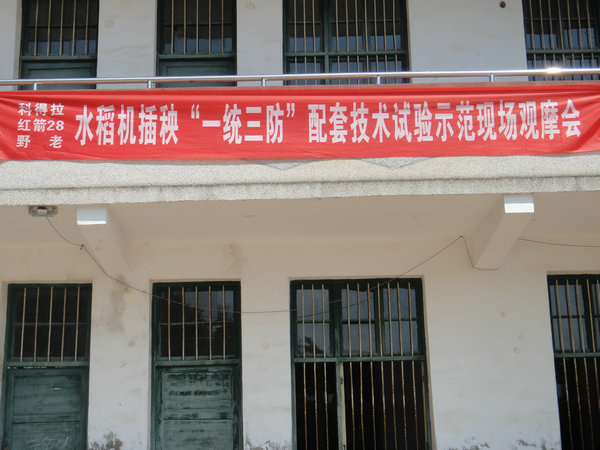 科得拉
红箭28
野老
水稻机插秧“一统三防”配套技术试验示范现场观摩会